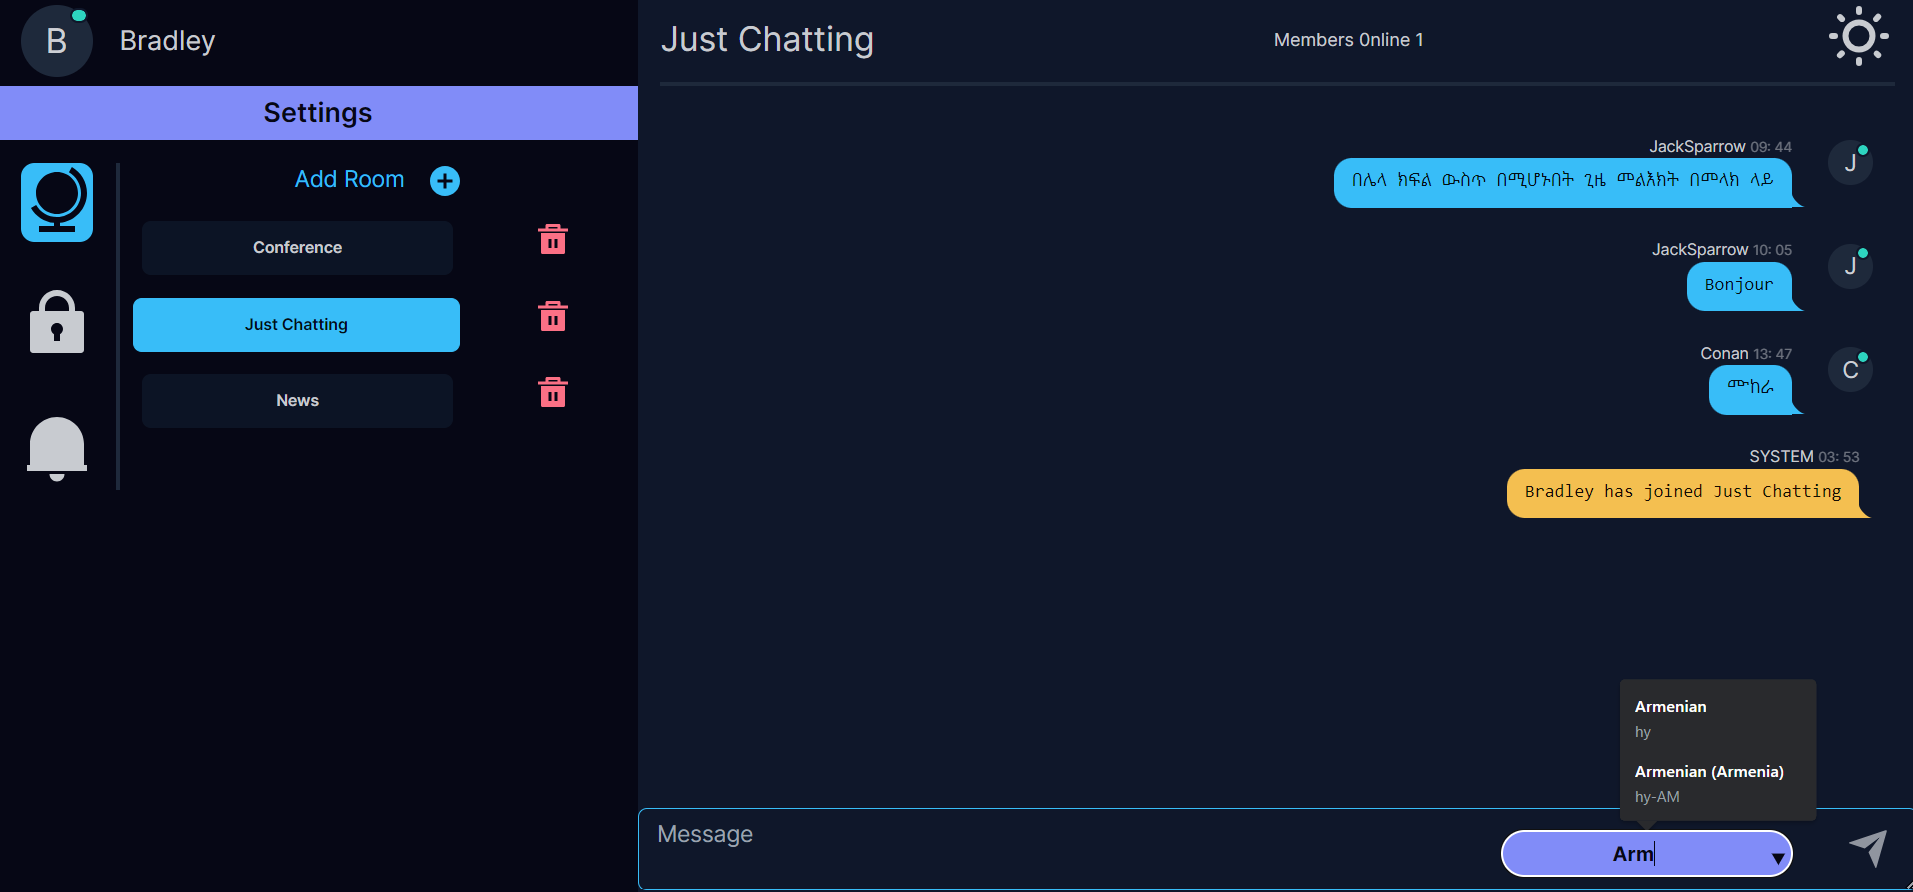 B
Bradley
Settings
Add Room
Conference
Just Chatting
News
Just Chatting
Members 0nline 1
JackSparrow 09: 44
J
በሌላ ክፍል ውስጥ በሚሆኑበት ጊዜ መልእክት በመላክ ላይ
JackSparrow 10: 05
J
Bonjour
Conan 13: 47
C
ሙከራ
SYSTEM 03: 53
Bradley has joined Just Chatting
Armenian
hy
Armenian (Armenia)
hy-AM
Message
Arm